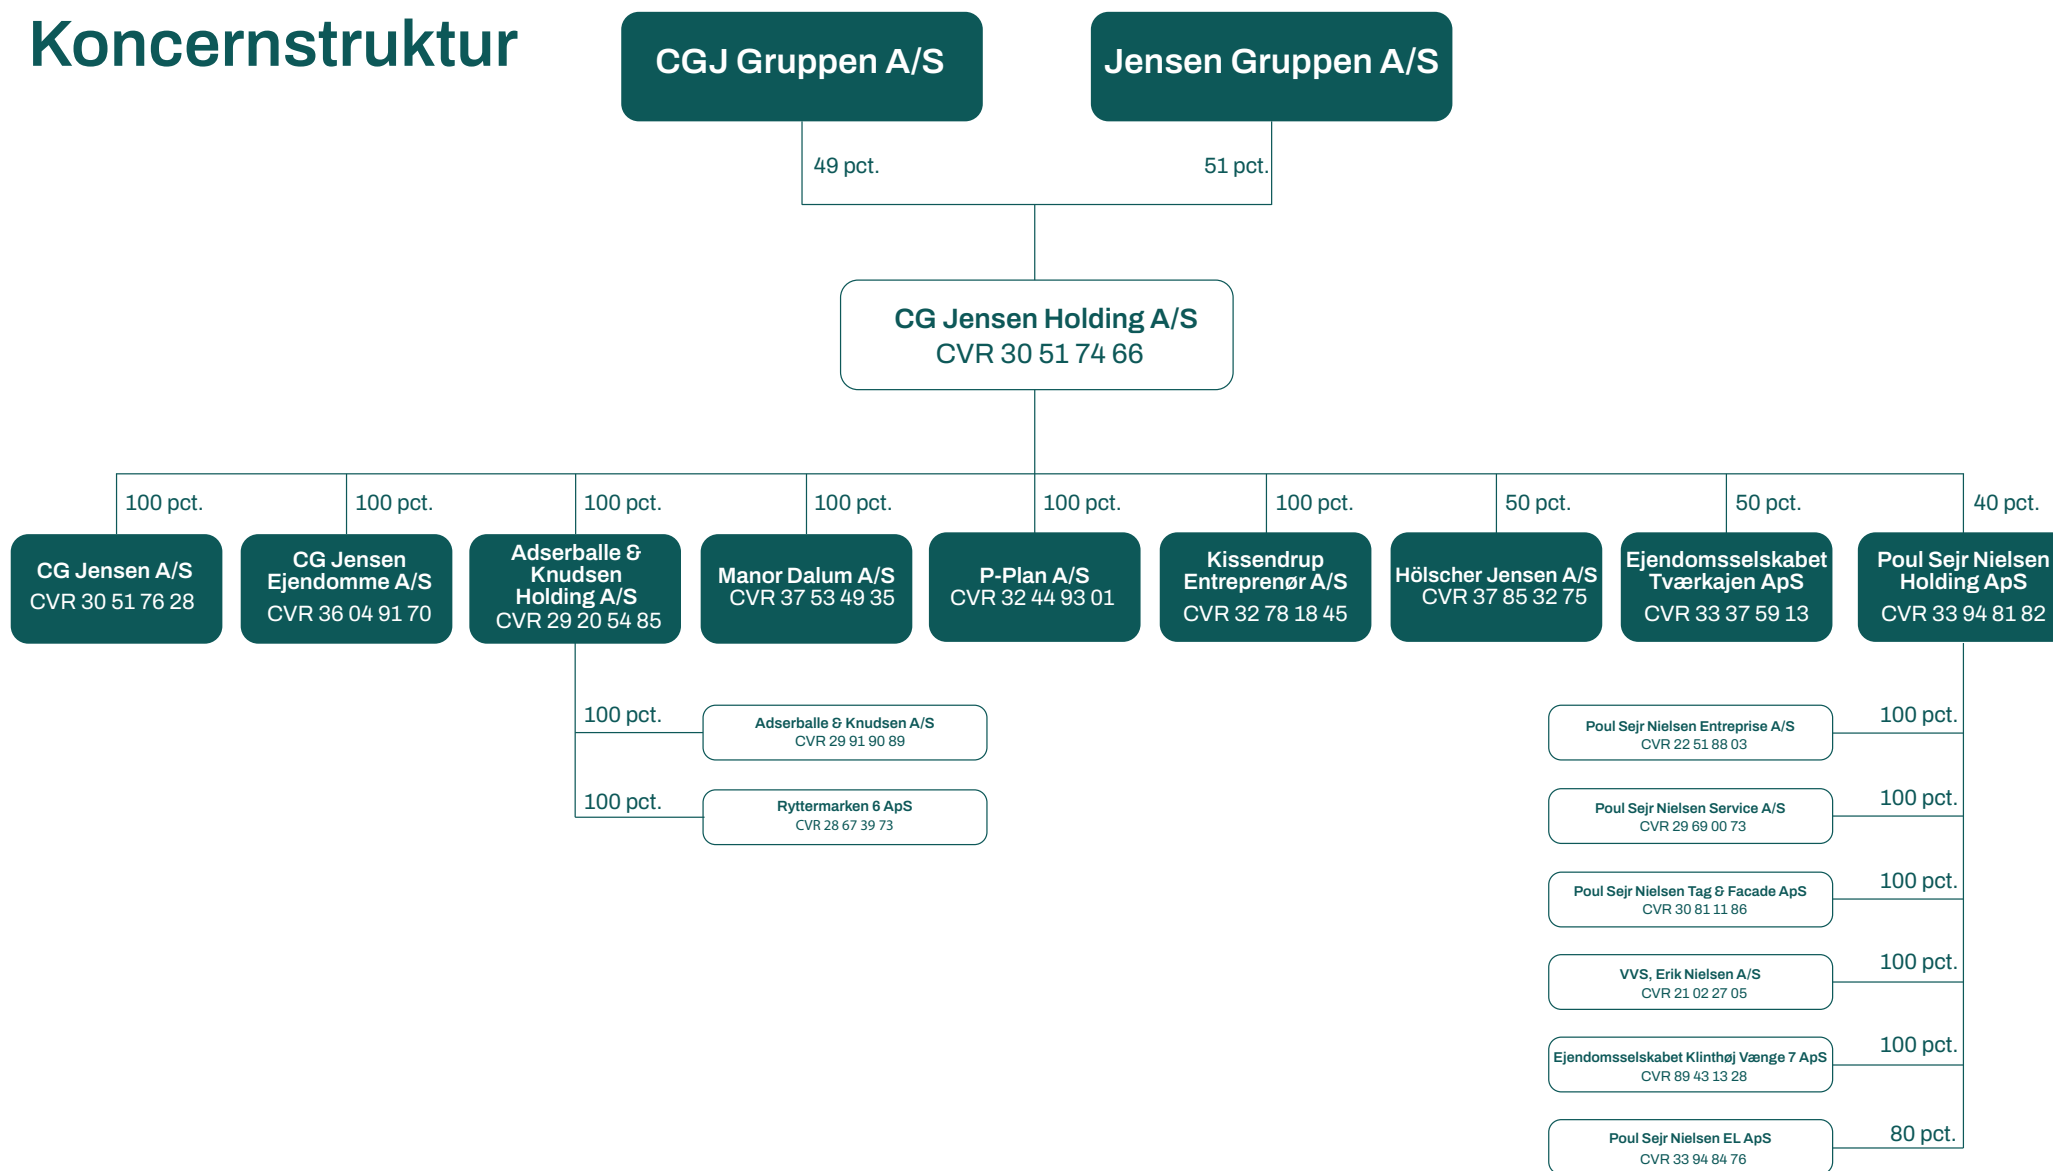 Koncernstruktur
CGJ Gruppen A/S
Jensen Gruppen A/S
49 pct.
51 pct.
CG Jensen Holding A/S
CVR 30 51 74 66
100 pct.
100 pct.
100 pct.
100 pct.
100 pct.
100 pct.
50 pct.
50 pct.
40 pct.
CG Jensen A/S
CVR 30 51 76 28
CG Jensen
Ejendomme A/S
CVR 36 04 91 70
Adserballe &
Knudsen
Holding A/S
CVR 29 20 54 85
Manor Dalum A/S
CVR 37 53 49 35
P-Plan A/S
CVR 32 44 93 01
Kissendrup
Entreprenør A/S
CVR 32 78 18 45
Hölscher Jensen A/S
CVR 37 85 32 75
Ejendomsselskabet
Tværkajen ApS
CVR 33 37 59 13
Poul Sejr Nielsen
Holding ApS
CVR 33 94 81 82
100 pct.
Adserballe & Knudsen A/S
CVR 29 91 90 89
100 pct.
Ryttermarken 6 ApS
CVR 28 67 39 73
Poul Sejr Nielsen Entreprise A/S
CVR 22 51 88 03
100 pct.
Poul Sejr Nielsen Service A/S
CVR 29 69 00 73
100 pct.
Poul Sejr Nielsen Tag & Facade ApS
CVR 30 81 11 86
100 pct.
VVS, Erik Nielsen A/S
CVR 21 02 27 05
100 pct.
Ejendomsselskabet Klinthøj Vænge 7 ApS
CVR 89 43 13 28
100 pct.
Poul Sejr Nielsen EL ApS
CVR 33 94 84 76
80 pct.